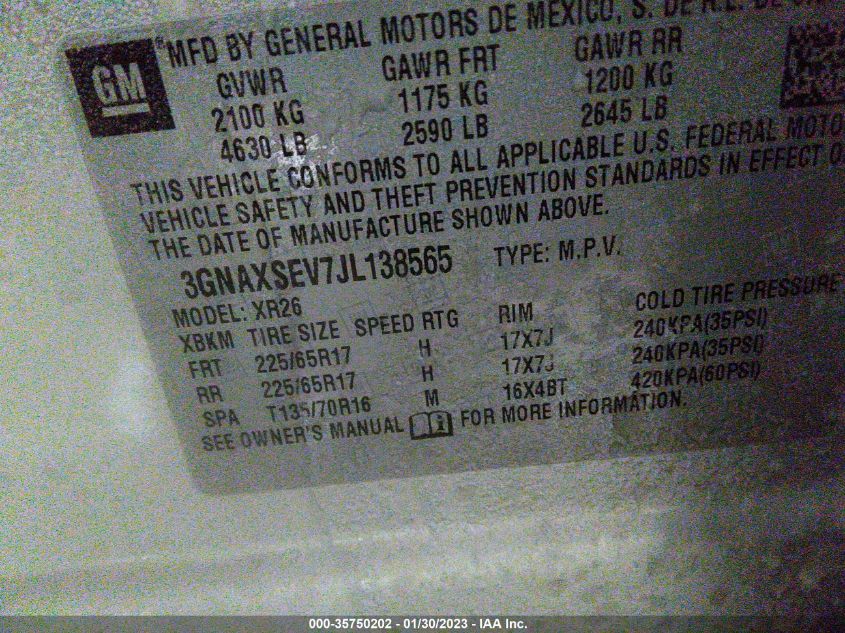 GM
MFD BY GENERAL MOTORS DE MEXICO, S. DE R.L. DE
GVWR GAWR FRT GAWR RR
2100 KG 1175 KG 1200 KG
4630 LB 2590 LB 2645 LB
THIS VEHICLE CONFORMS TO ALL APPLICABLE U.S. FEDERAL MOTO
VEHICLE SAFETY AND THEFT PREVENTION STANDARDS IN EFFECT O
THE DATE OF MANUFACTURE SHOWN ABOVE.
3GNAXSEV7JL138565 TYPE: M.P.V.
MODEL: XR26
XBKM TIRE SIZE SPEED RTG RIM COLD TIRE PRESSURE
FRT 225/65R17 H 17X7J 240KPA(35PSI)
RR 225/65R17 H 17X7J 240KPA(35PSI)
SPA T135/70R16 M 16X4BT 420KPA(60PSI)
SEE OWNER'S MANUAL FOR MORE INFORMATION.
000-35750202 - 01/30/2023 - IAA Inc.